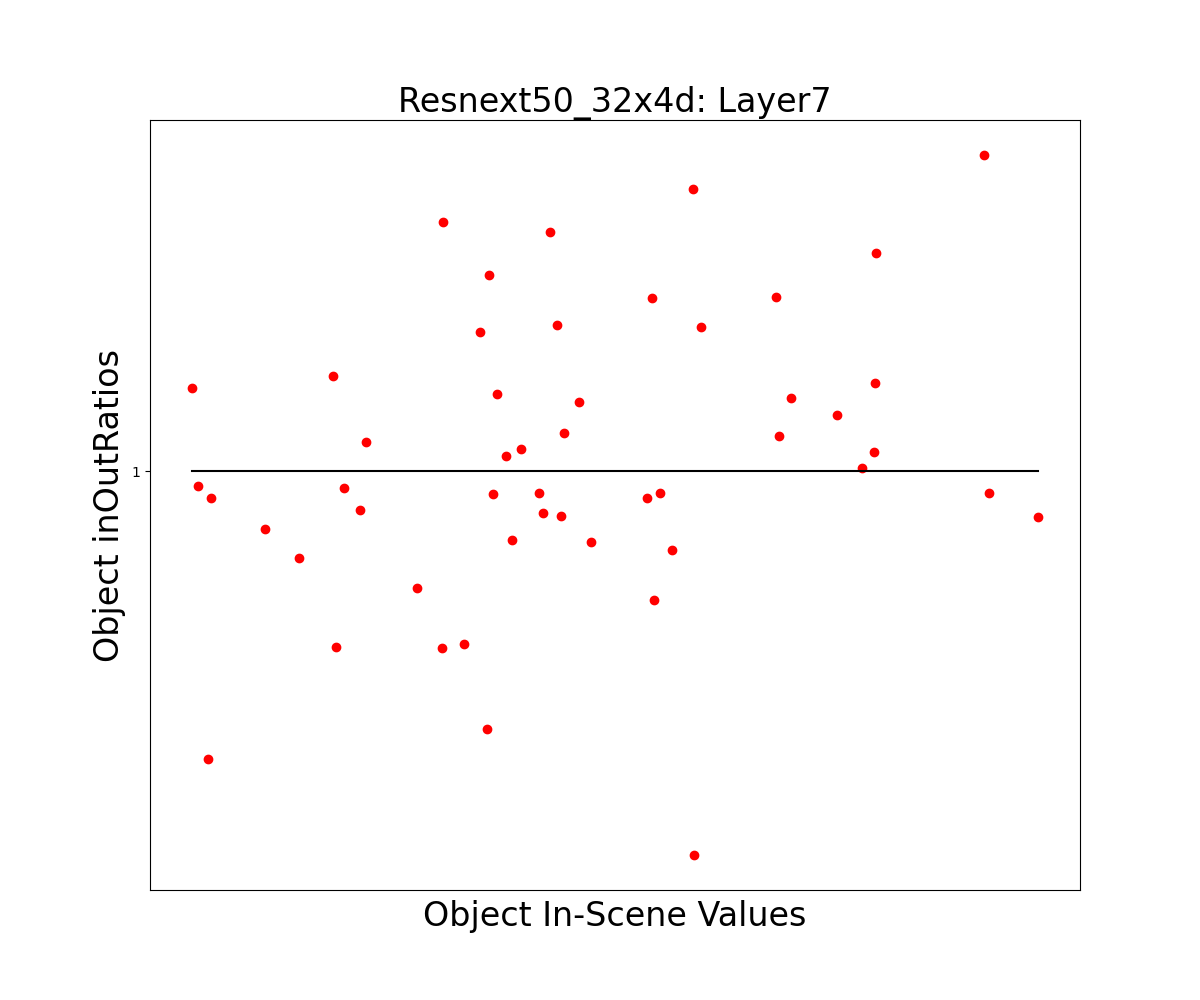 Resnext50_32x4d: Layer7
Object inOutRatios
1
Object In-Scene Values